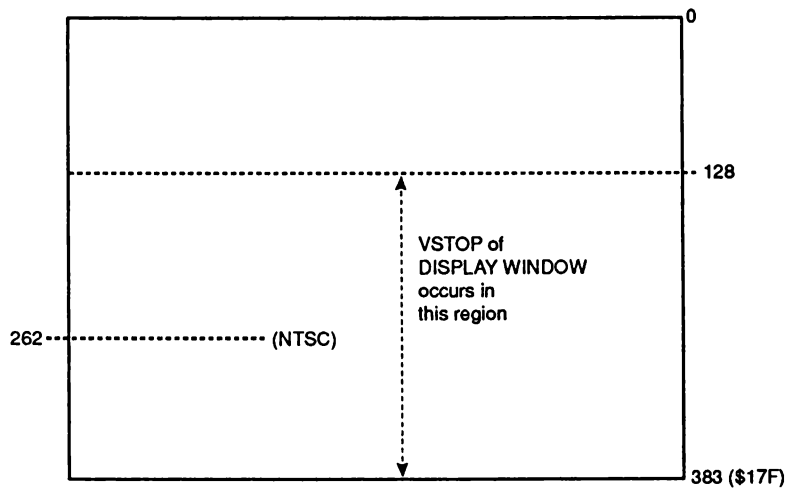 0
128
VSTOP of
DISPLAY WINDOW
occurs in
this region
262 (NTSC)
383 ($17F)